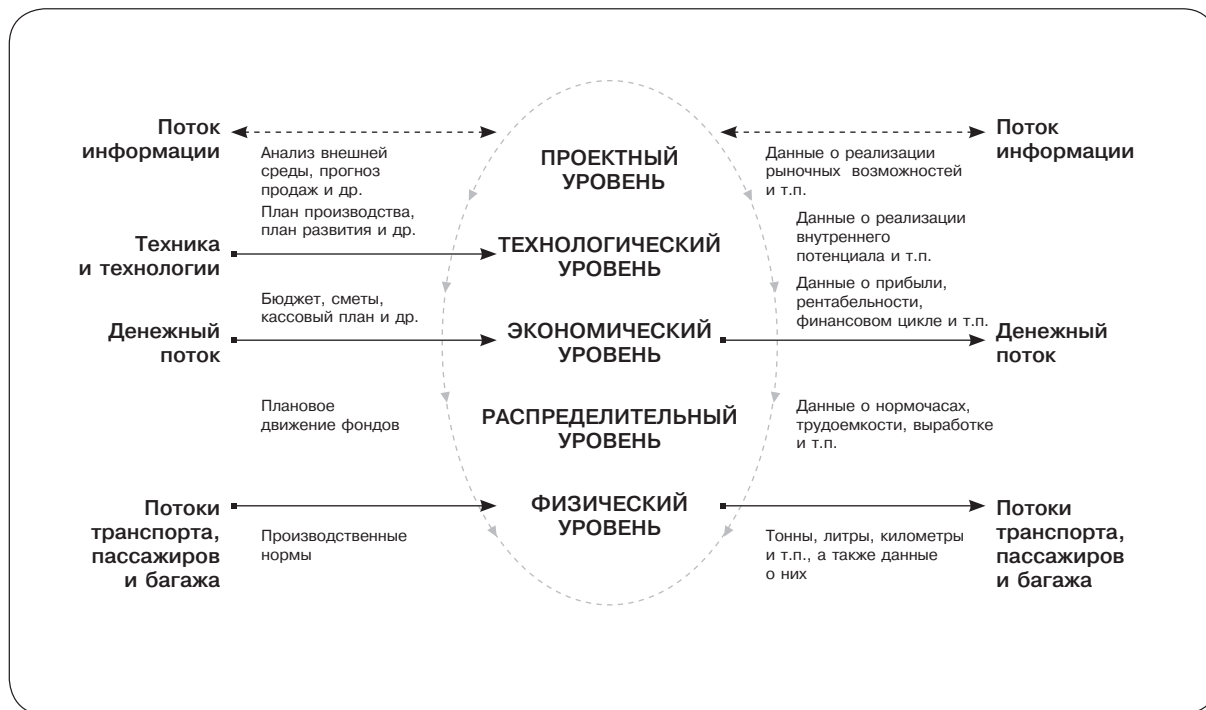 Поток
информации
Анализ внешней
среды, прогноз
продаж и др.
ПРОЕКТНЫЙ
УРОВЕНЬ
Данные о реализации
рыночных возможностей
и т.п.
Поток
информации
Техника
и технологии
План производства,
план развития и др.
ТЕХНОЛОГИЧЕСКИЙ
УРОВЕНЬ
Данные о реализации
внутреннего
потенциала и т.п.
Денежный
поток
Бюджет, сметы,
кассовый план и др.
ЭКОНОМИЧЕСКИЙ
УРОВЕНЬ
Данные о прибыли,
рентабельности,
финансовом цикле и т.п.
Денежный
поток
Плановое
движение фондов
РАСПРЕДЕЛИТЕЛЬНЫЙ
УРОВЕНЬ
Данные о нормочасах,
трудоемкости, выработке
и т.п.
Потоки
транспорта,
пассажиров
и багажа
Производственные
нормы
ФИЗИЧЕСКИЙ
УРОВЕНЬ
Тонны, литры, километры
и т.п., а также данные
о них
Потоки
транспорта,
пассажиров
и багажа